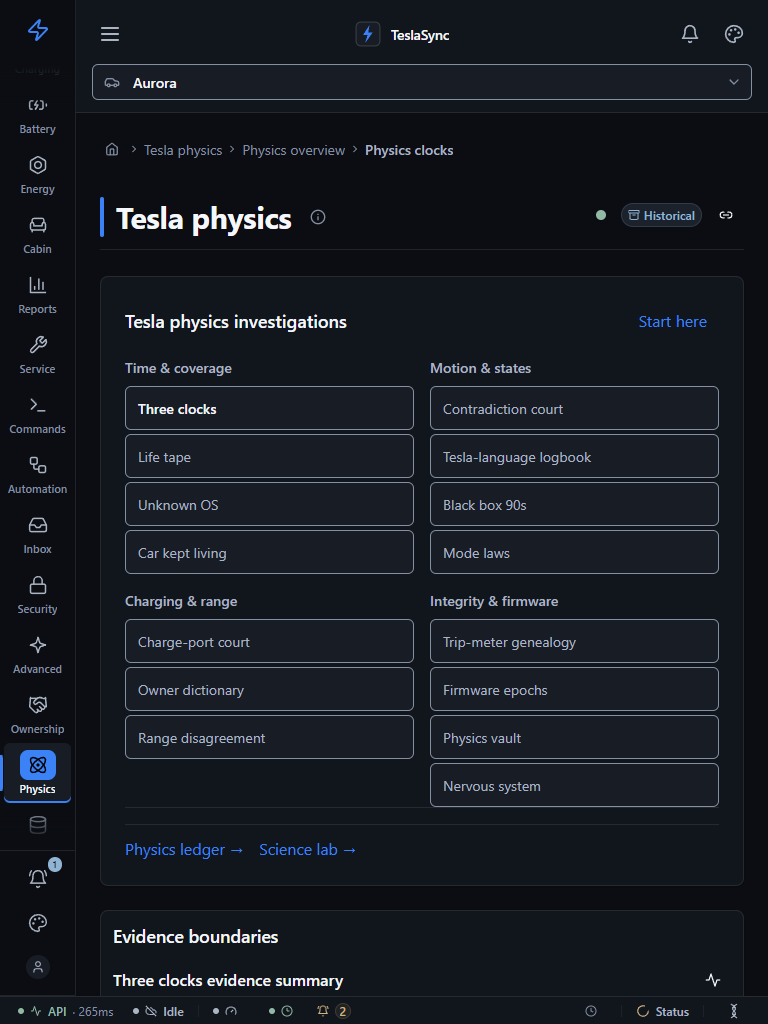 TeslaSync
Aurora
Charging
Battery
Energy
Cabin
Reports
Service
Commands
Automation
Inbox
Security
Advanced
Ownership
Physics
1
Tesla physics > Physics overview > Physics clocks
Tesla physics
Historical
Tesla physics investigations
Start here
Time & coverage
Three clocks
Life tape
Unknown OS
Car kept living
Motion & states
Contradiction court
Tesla-language logbook
Black box 90s
Mode laws
Charging & range
Charge-port court
Owner dictionary
Range disagreement
Integrity & firmware
Trip-meter genealogy
Firmware epochs
Physics vault
Nervous system
Physics ledger → Science lab →
Evidence boundaries
Three clocks evidence summary
API · 265ms Idle 2 Status